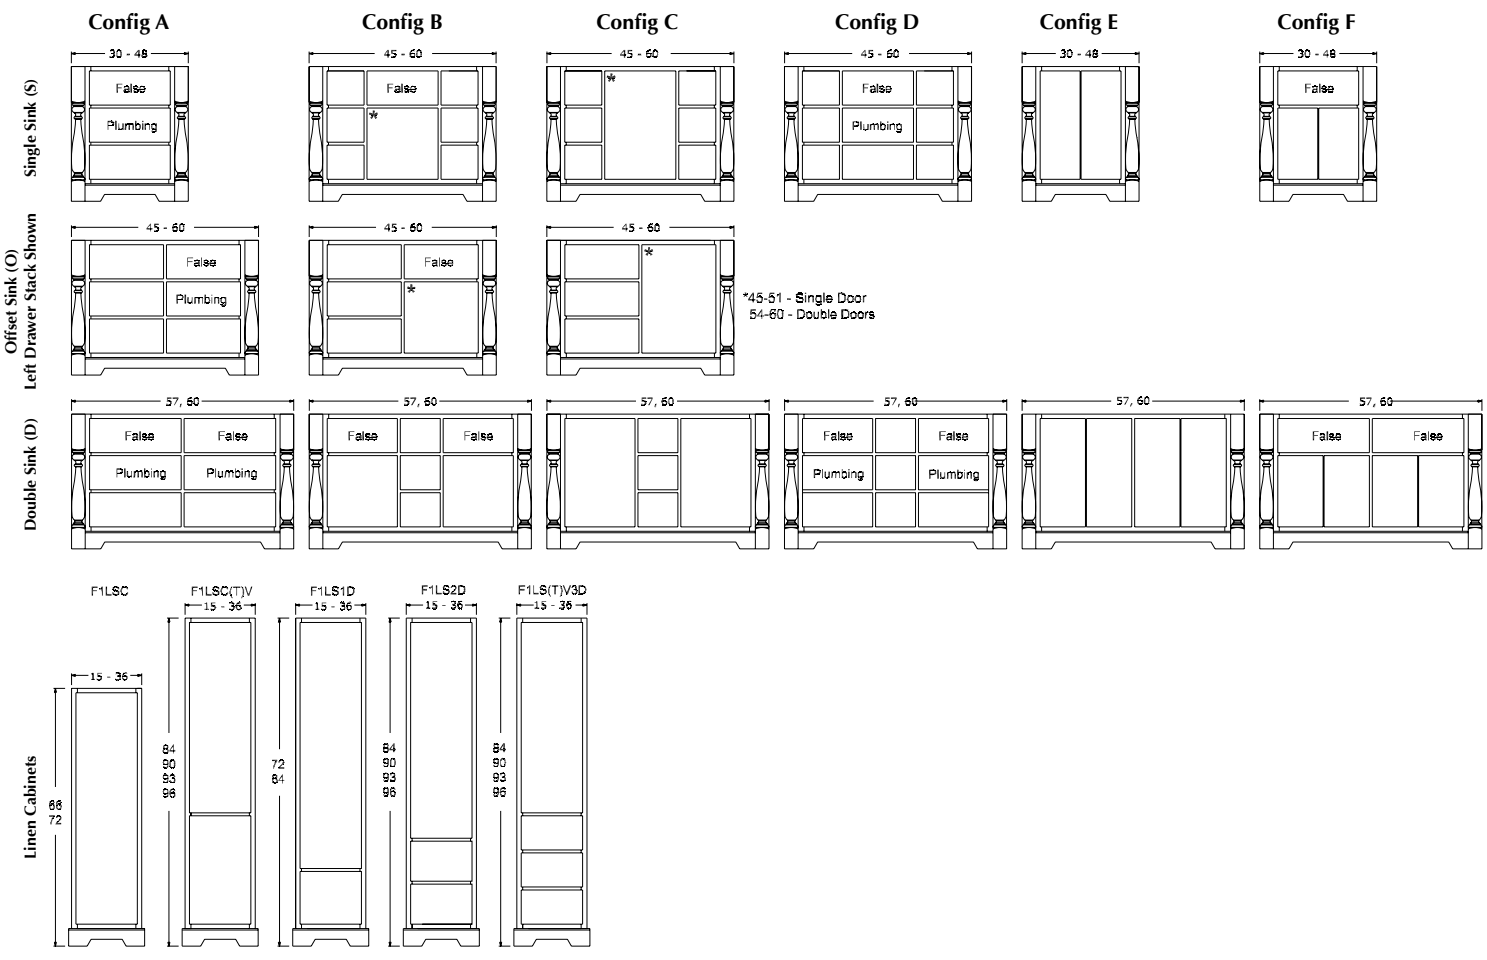 Config A
Config B
Config C
Config D
Config E
Config F
Single Sink (S)
30 - 48
45 - 60
45 - 60
45 - 60
30 - 48
30 - 48
False
Plumbing
False
*
*
False
Plumbing
False
Offset Sink (O)
Left Drawer Stack Shown
45 - 60
45 - 60
45 - 60
False
Plumbing
False
*
*
*45-51 - Single Door
54-60 - Double Doors
Double Sink (D)
57, 60
57, 60
57, 60
57, 60
57, 60
57, 60
False
False
Plumbing
Plumbing
False
False
False
False
Plumbing
Plumbing
False
False
Linen Cabinets
F1LSC
15 - 36
66
72
F1LSC(T)V
15 - 36
84
90
93
96
F1LS1D
15 - 36
72
84
F1LS2D
15 - 36
84
90
93
96
F1LS(T)V3D
15 - 36
84
90
93
96